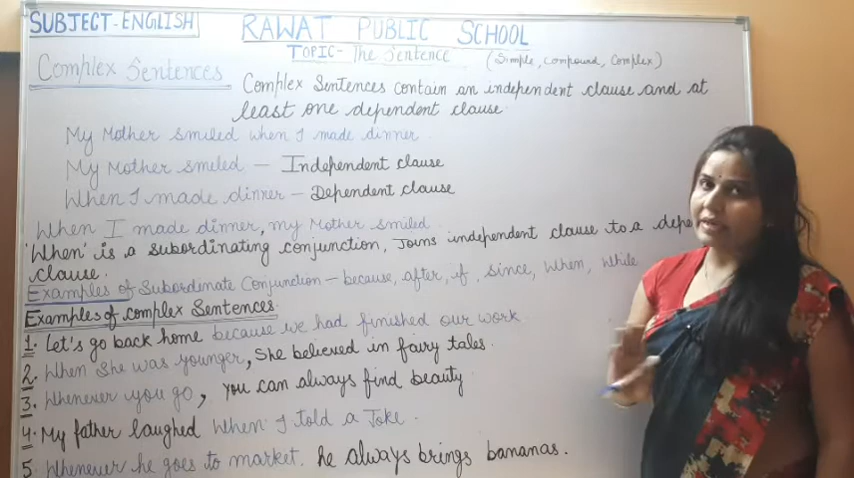 SUBJECT-ENGLISH
RAWAT PUBLIC SCHOOL
TOPIC- The Sentence
(Simple, Compound, Complex)
Complex Sentences
Complex Sentences contain an independent clause and at
least one dependent clause.
My Mother smiled when I made dinner.
My Mother smiled — Independent clause
When I made dinner — Dependent clause
When I made dinner, my Mother smiled.
'When' is a subordinating conjunction, Joins independent clause to a depe
clause.
Examples of Subordinate Conjunction — because, after, if, since, when, while
Examples of complex Sentences.
1. Let's go back home because we had finished our work.
2. When She was younger, She believed in fairy tales.
3. Whenever you go, you can always find beauty
4. My father laughed When I told a Joke.
5. Whenever he goes to market. he always brings bananas.